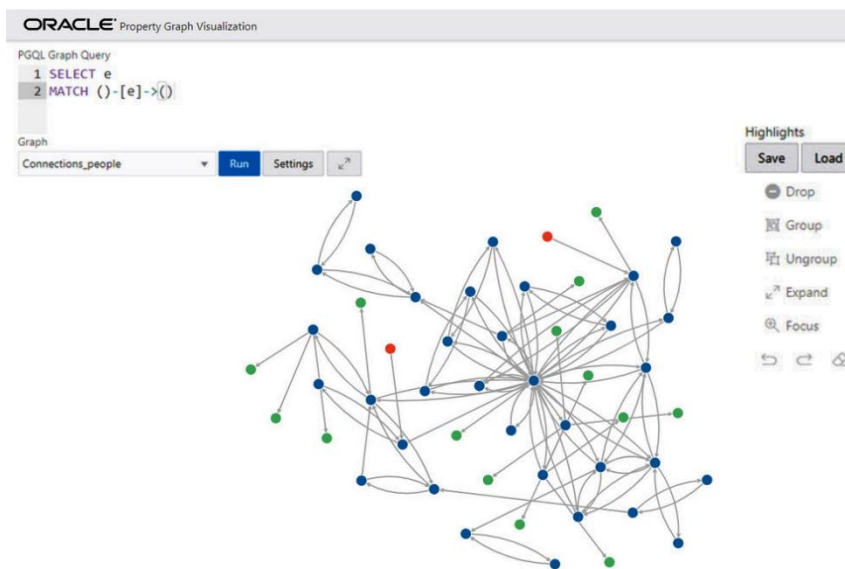 ORACLE® Property Graph Visualization
PGQL Graph Query
1 SELECT e
2 MATCH ()-[e]->()
Graph
Connections_people
Run
Settings
Highlights
Save
Load
Drop
Group
Ungroup
Expand
Focus